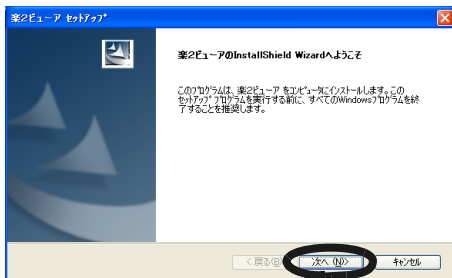 楽2ビューア セットアップ
楽2ビューアのInstallShield Wizardへようこそ
このプログラムは、楽2ビューア をコンピュータにインストールします。この
セットアップ プログラムを実行する前に、すべてのWindowsプログラムを終
了することを推奨します。
< 戻る(B) 次へ (N)> キャンセル